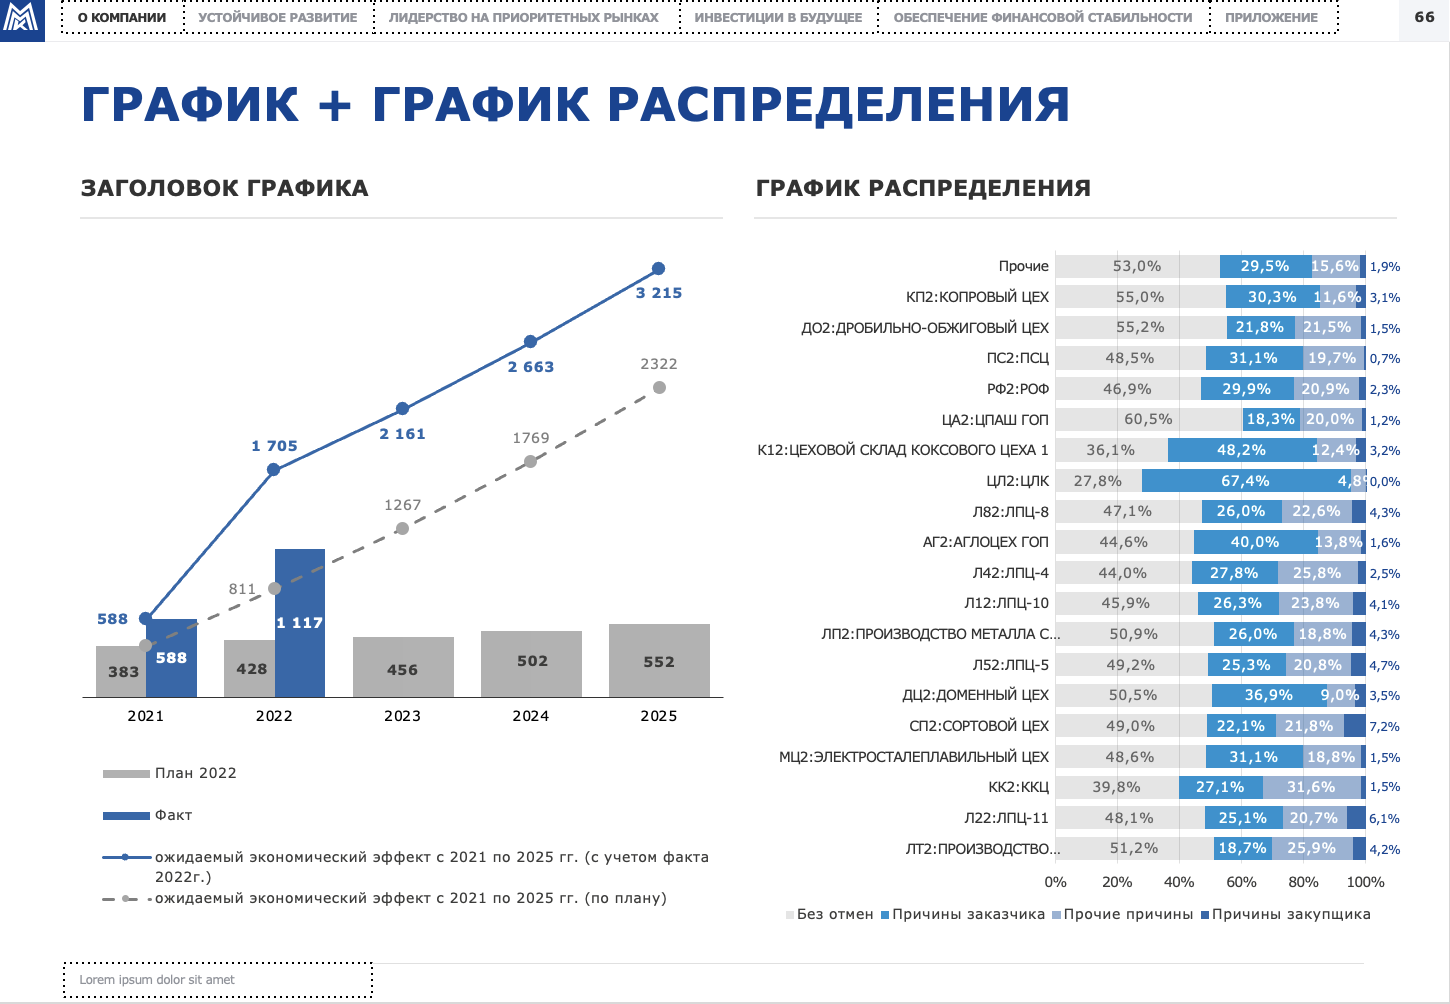 О КОМПАНИИ
УСТОЙЧИВОЕ РАЗВИТИЕ
ЛИДЕРСТВО НА ПРИОРИТЕТНЫХ РЫНКАХ
ИНВЕСТИЦИИ В БУДУЩЕЕ
ОБЕСПЕЧЕНИЕ ФИНАНСОВОЙ СТАБИЛЬНОСТИ
ПРИЛОЖЕНИЕ
66
ГРАФИК + ГРАФИК РАСПРЕДЕЛЕНИЯ
ЗАГОЛОВОК ГРАФИКА
3 215
2322
2 663
1769
2 161
1267
1 705
811
588
383 588 428 1 117 456 502 552
2021 2022 2023 2024 2025
План 2022
Факт
ожидаемый экономический эффект с 2021 по 2025 гг. (с учетом факта
2022г.)
ожидаемый экономический эффект с 2021 по 2025 гг. (по плану)
ГРАФИК РАСПРЕДЕЛЕНИЯ
Прочие 53,0% 29,5% 15,6% 1,9%
КП2:КОПРОВЫЙ ЦЕХ 55,0% 30,3% 11,6% 3,1%
ДО2:ДРОБИЛЬНО-ОБЖИГОВЫЙ ЦЕХ 55,2% 21,8% 21,5% 1,5%
ПС2:ПСЦ 48,5% 31,1% 19,7% 0,7%
РФ2:РОФ 46,9% 29,9% 20,9% 2,3%
ЦА2:ЦПАШ ГОП 60,5% 18,3% 20,0% 1,2%
К12:ЦЕХОВОЙ СКЛАД КОКСОВОГО ЦЕХА 1 36,1% 48,2% 12,4% 3,2%
ЦЛ2:ЦЛК 27,8% 67,4% 4,8% 0,0%
Л82:ЛПЦ-8 47,1% 26,0% 22,6% 4,3%
АГ2:АГЛОЦЕХ ГОП 44,6% 40,0% 13,8% 1,6%
Л42:ЛПЦ-4 44,0% 27,8% 25,8% 2,5%
Л12:ЛПЦ-10 45,9% 26,3% 23,8% 4,1%
ЛП2:ПРОИЗВОДСТВО МЕТАЛЛА С... 50,9% 26,0% 18,8% 4,3%
Л52:ЛПЦ-5 49,2% 25,3% 20,8% 4,7%
ДЦ2:ДОМЕННЫЙ ЦЕХ 50,5% 36,9% 9,0% 3,5%
СП2:СОРТОВОЙ ЦЕХ 49,0% 22,1% 21,8% 7,2%
МЦ2:ЭЛЕКТРОСТАЛЕПЛАВИЛЬНЫЙ ЦЕХ 48,6% 31,1% 18,8% 1,5%
КК2:ККЦ 39,8% 27,1% 31,6% 1,5%
Л22:ЛПЦ-11 48,1% 25,1% 20,7% 6,1%
ЛТ2:ПРОИЗВОДСТВО... 51,2% 18,7% 25,9% 4,2%
0% 20% 40% 60% 80% 100%
Без отмен Причины заказчика Прочие причины Причины закупщика
Lorem ipsum dolor sit amet